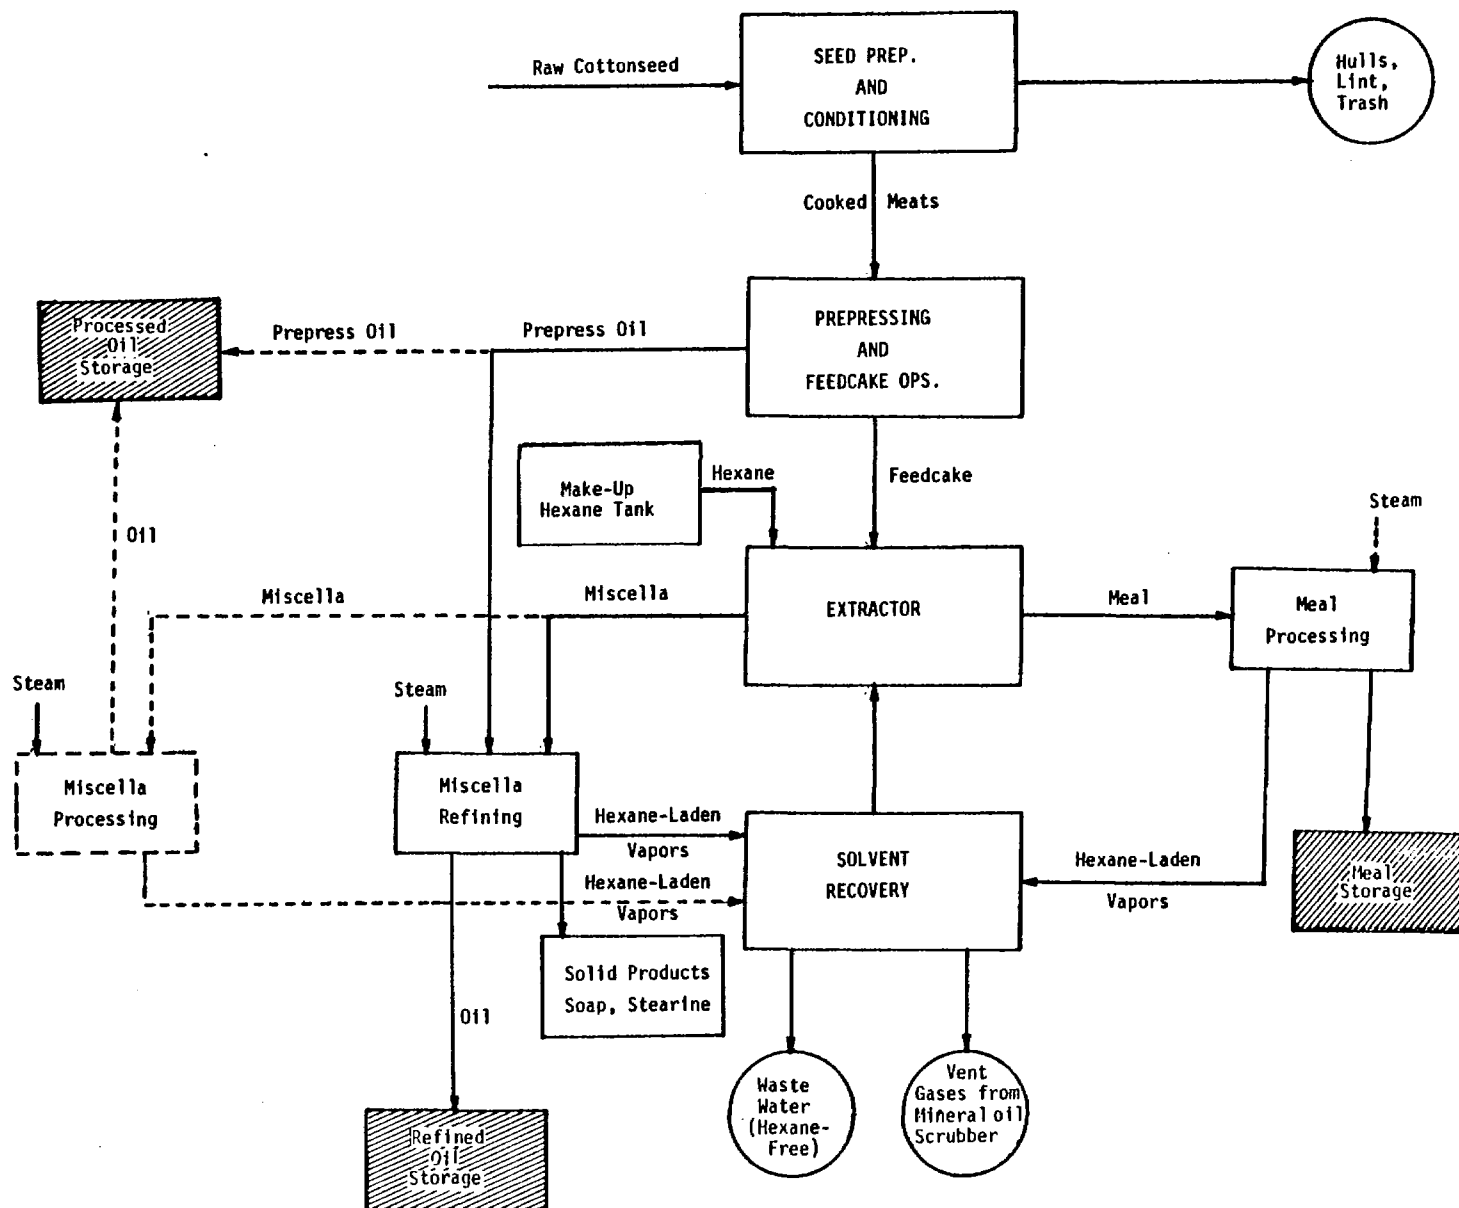 Raw Cottonseed
SEED PREP.
AND
CONDITIONING
Hulls,
Lint,
Trash
Cooked Meats
Processed
Oil
Storage
Prepress Oil
Prepress Oil
PREPRESSING
AND
FEEDCAKE OPS.
Make-Up
Hexane Tank
Hexane
Feedcake
Steam
Oil
Miscella
Miscella
EXTRACTOR
Meal
Meal
Processing
Steam
Steam
Miscella
Processing
Miscella
Refining
Hexane-Laden
Vapors
Hexane-Laden
Vapors
SOLVENT
RECOVERY
Hexane-Laden
Vapors
Meal
Storage
Solid Products
Soap, Stearine
Oil
Waste
Water
(Hexane-
Free)
Vent
Gases from
Mineral oil
Scrubber
Refined
Oil
Storage